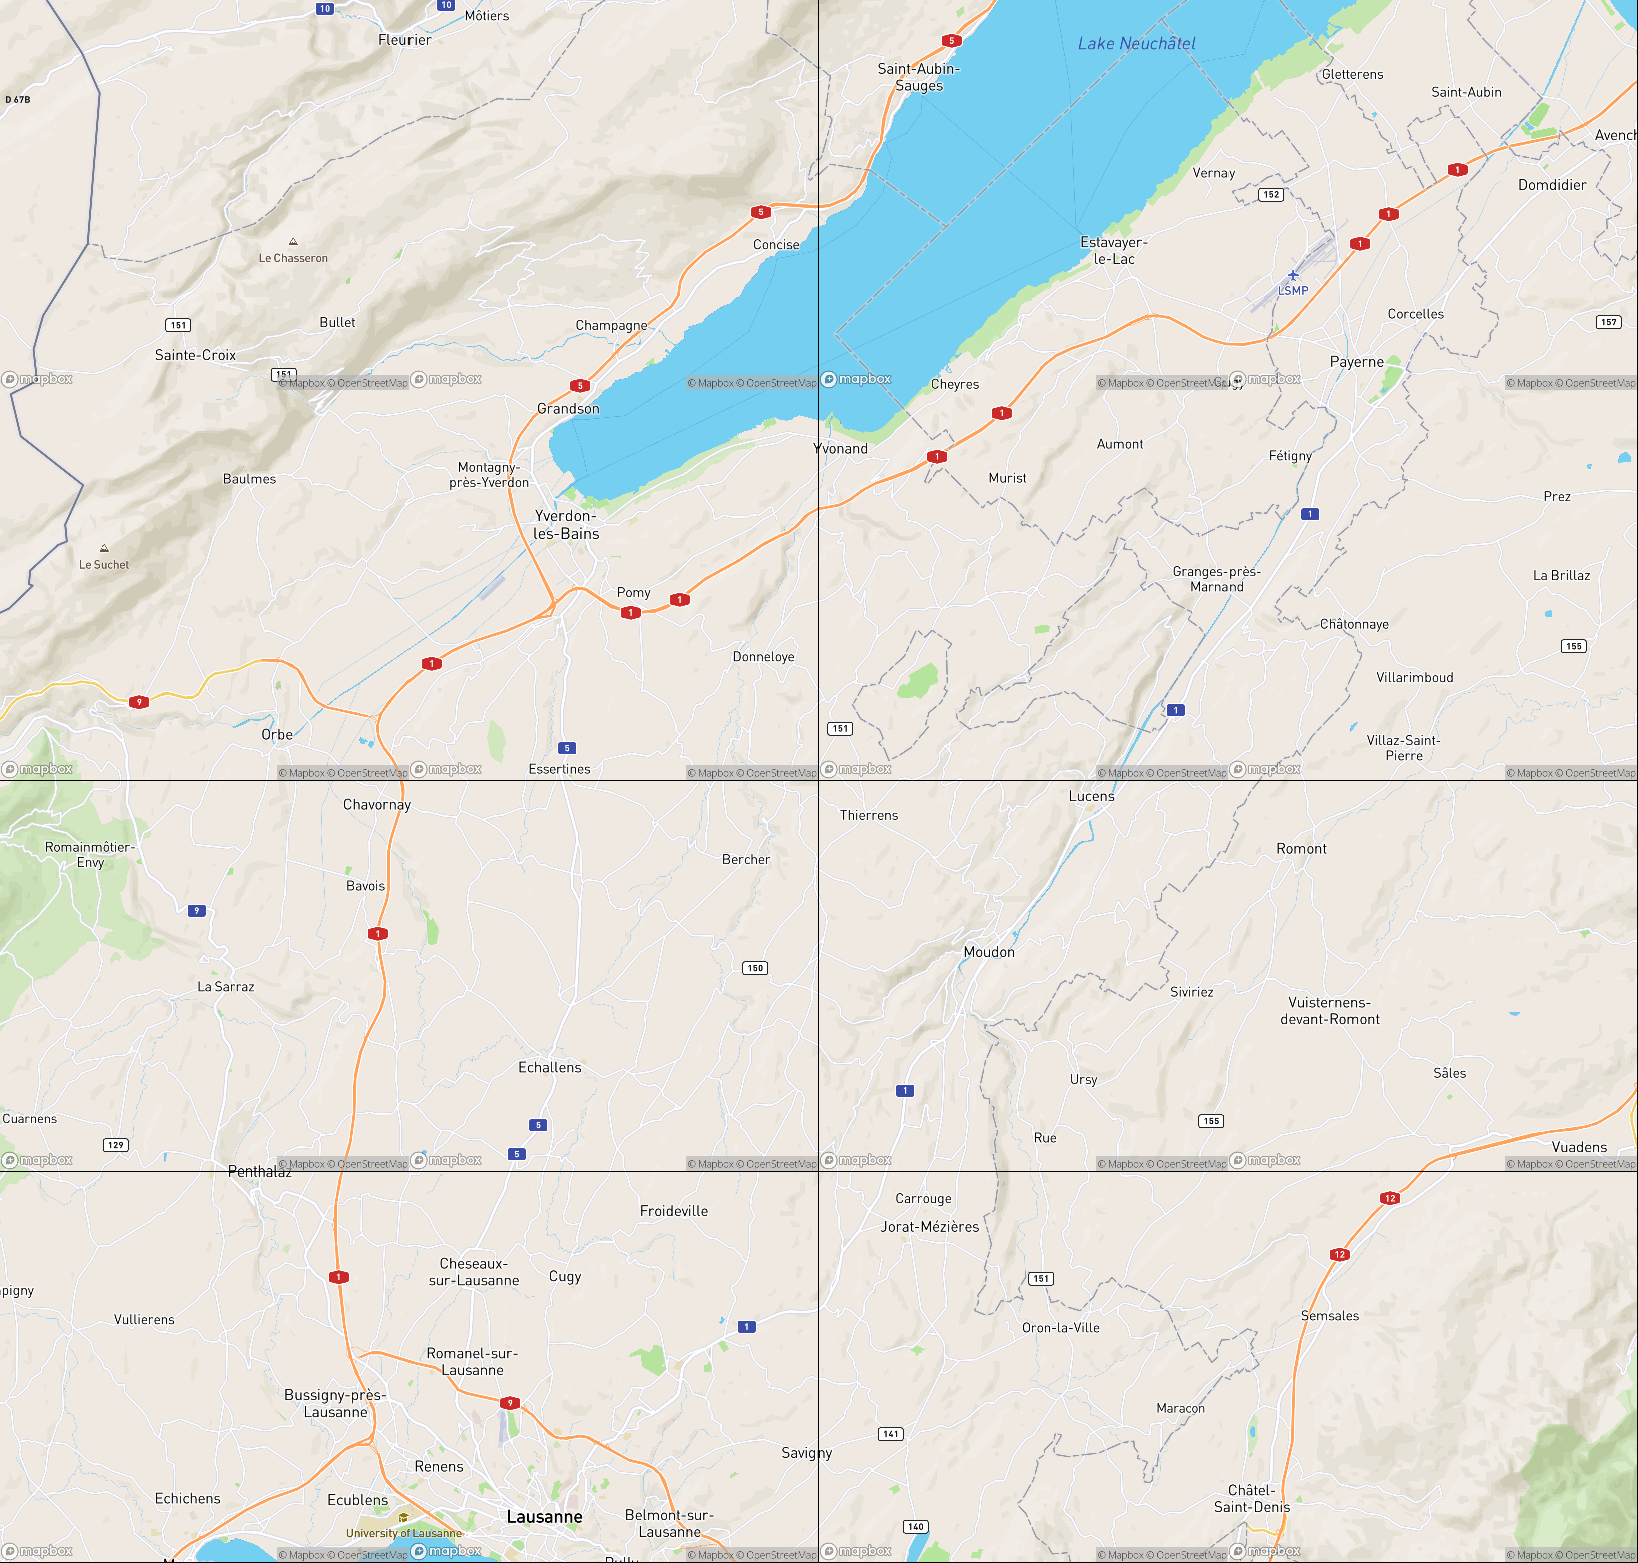 10
10
Môtiers
Fleurier
5
Lake Neuchâtel
Saint-Aubin-
Sauges
Gletterens
Saint-Aubin
D 67B
Avench
1
Vernay
152
Domdidier
5
1
Concise
Estavayer-
le-Lac
1
Le Chasseron
LSMP
151
Bullet
Champagne
Corcelles
157
Sainte-Croix
151
Payerne
mapbox
© Mapbox © OpenStreetMap
mapbox
© Mapbox © OpenStreetMap
mapbox
© Mapbox © OpenStreetMap
mapbox
© Mapbox © OpenStreetMap
5
Cheyres
Grandson
1
Yvonand
Aumont
1
Fétigny
Montagny-
près-Yverdon
Baulmes
Murist
Prez
Yverdon-
les-Bains
1
Le Suchet
Granges-près-
Marnand
La Brillaz
Pomy
1
1
Châtonnaye
155
Donneloye
1
Villarimboud
9
1
151
Orbe
5
Villaz-Saint-
Pierre
Essertines
mapbox
© Mapbox © OpenStreetMap
mapbox
© Mapbox © OpenStreetMap
mapbox
© Mapbox © OpenStreetMap
mapbox
© Mapbox © OpenStreetMap
Chavornay
Lucens
Thierrens
Romainmôtier-
Envy
Bercher
Romont
Bavois
9
1
Moudon
150
La Sarraz
Siviriez
Vuisternens-
devant-Romont
Echallens
Ursy
Sâles
1
Cuarnens
5
155
129
Rue
5
Vuadens
mapbox
© Mapbox © OpenStreetMap
mapbox
© Mapbox © OpenStreetMap
mapbox
© Mapbox © OpenStreetMap
mapbox
© Mapbox © OpenStreetMap
Penthalaz
Carrouge
12
Froideville
Jorat-Mézières
12
Cheseaux-
sur-Lausanne
Cugy
1
151
pigny
Vullierens
1
Semsales
Oron-la-Ville
Romanel-sur-
Lausanne
Bussigny-près-
Lausanne
9
Maracon
141
Savigny
Renens
Echichens
Ecublens
Châtel-
Saint-Denis
Lausanne
Belmont-sur-
Lausanne
University of Lausanne
140
mapbox
© Mapbox © OpenStreetMap
mapbox
© Mapbox © OpenStreetMap
mapbox
© Mapbox © OpenStreetMap
mapbox
© Mapbox © OpenStreetMap